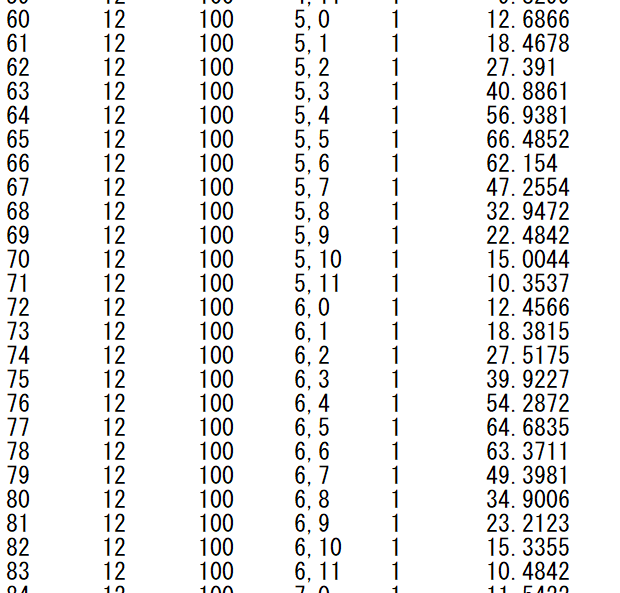 60 12 100 5,0 1 12.6866
61 12 100 5,1 1 18.4678
62 12 100 5,2 1 27.391
63 12 100 5,3 1 40.8861
64 12 100 5,4 1 56.9381
65 12 100 5,5 1 66.4852
66 12 100 5,6 1 62.154
67 12 100 5,7 1 47.2554
68 12 100 5,8 1 32.9472
69 12 100 5,9 1 22.4842
70 12 100 5,10 1 15.0044
71 12 100 5,11 1 10.3537
72 12 100 6,0 1 12.4566
73 12 100 6,1 1 18.3815
74 12 100 6,2 1 27.5175
75 12 100 6,3 1 39.9227
76 12 100 6,4 1 54.2872
77 12 100 6,5 1 64.6835
78 12 100 6,6 1 63.3711
79 12 100 6,7 1 49.3981
80 12 100 6,8 1 34.9006
81 12 100 6,9 1 23.2123
82 12 100 6,10 1 15.3355
83 12 100 6,11 1 10.4842